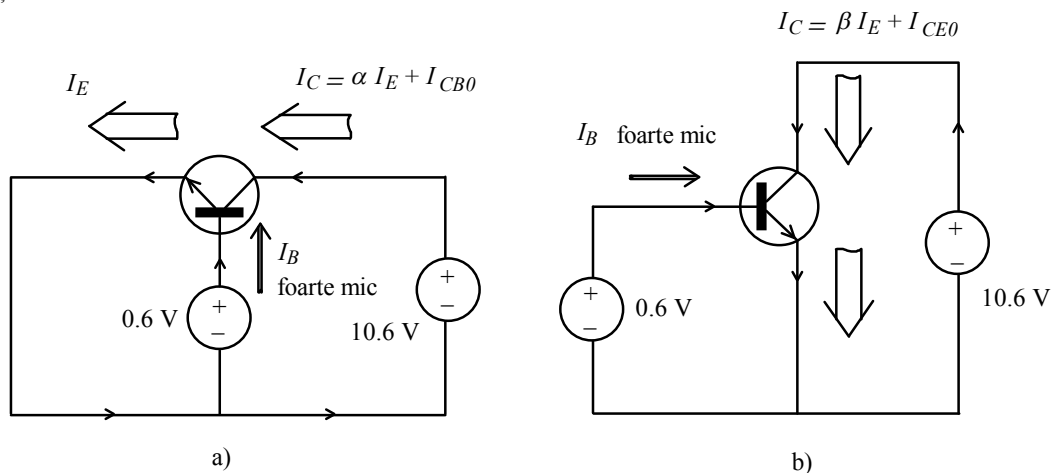 I_E
I_C = α I_E + I_CB0
I_B
foarte mic
+
–
0.6 V
+
–
10.6 V
a)
I_C = β I_E + I_CE0
I_B foarte mic
+
–
0.6 V
+
–
10.6 V
b)